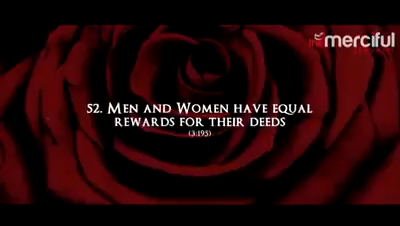 merciful
52. Men and Women have equal
rewards for their deeds
(3:195)